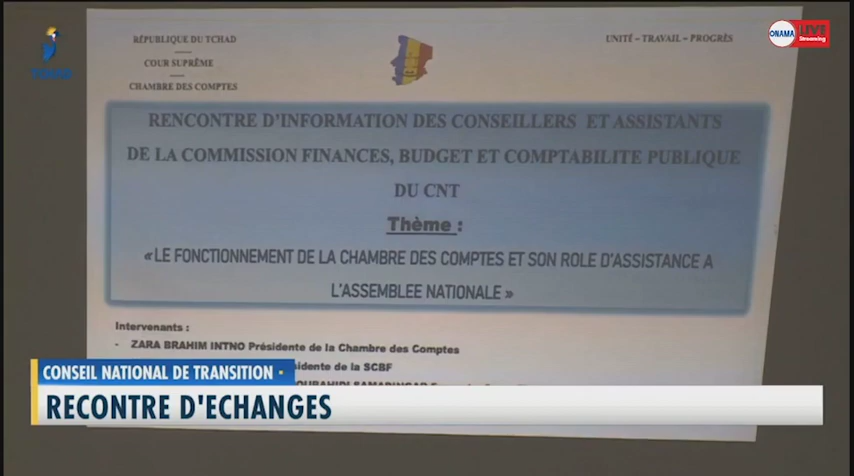 RÉPUBLIQUE DU TCHAD
COUR SUPRÊME
CHAMBRE DES COMPTES
UNITÉ – TRAVAIL – PROGRÈS
ONAMA LIVE
Streaming
RENCONTRE D'INFORMATION DES CONSEILLERS ET ASSISTANTS
DE LA COMMISSION FINANCES, BUDGET ET COMPTABILITE PUBLIQUE
DU CNT
Thème :
« LE FONCTIONNEMENT DE LA CHAMBRE DES COMPTES ET SON ROLE D'ASSISTANCE A
L'ASSEMBLEE NATIONALE »
Intervenants :
- ZARA BRAHIM INTNO Présidente de la Chambre des Comptes
de la SCBF
CONSEIL NATIONAL DE TRANSITION
RECONTRE D'ECHANGES